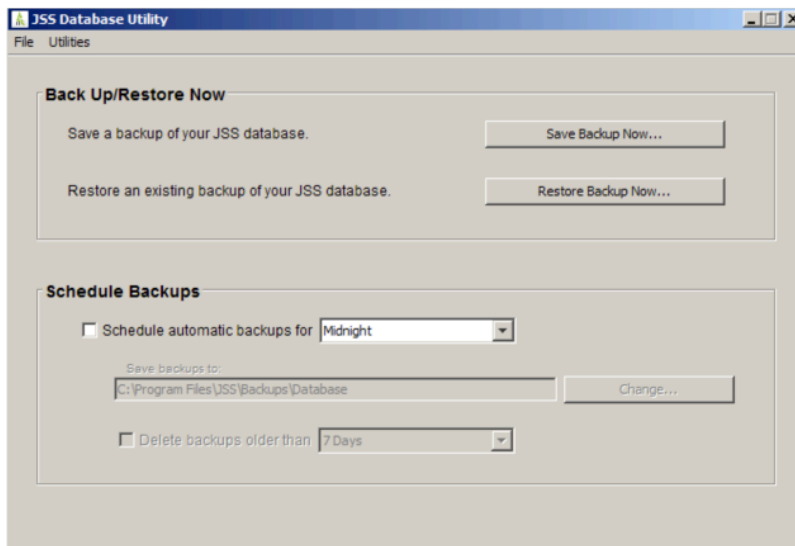 JSS Database Utility
File Utilities
Back Up/Restore Now
Save a backup of your JSS database.
Save Backup Now...
Restore an existing backup of your JSS database.
Restore Backup Now...
Schedule Backups
Schedule automatic backups for Midnight
Save backups to:
C:\Program Files\JSS\Backups\Database
Change...
Delete backups older than 7 Days